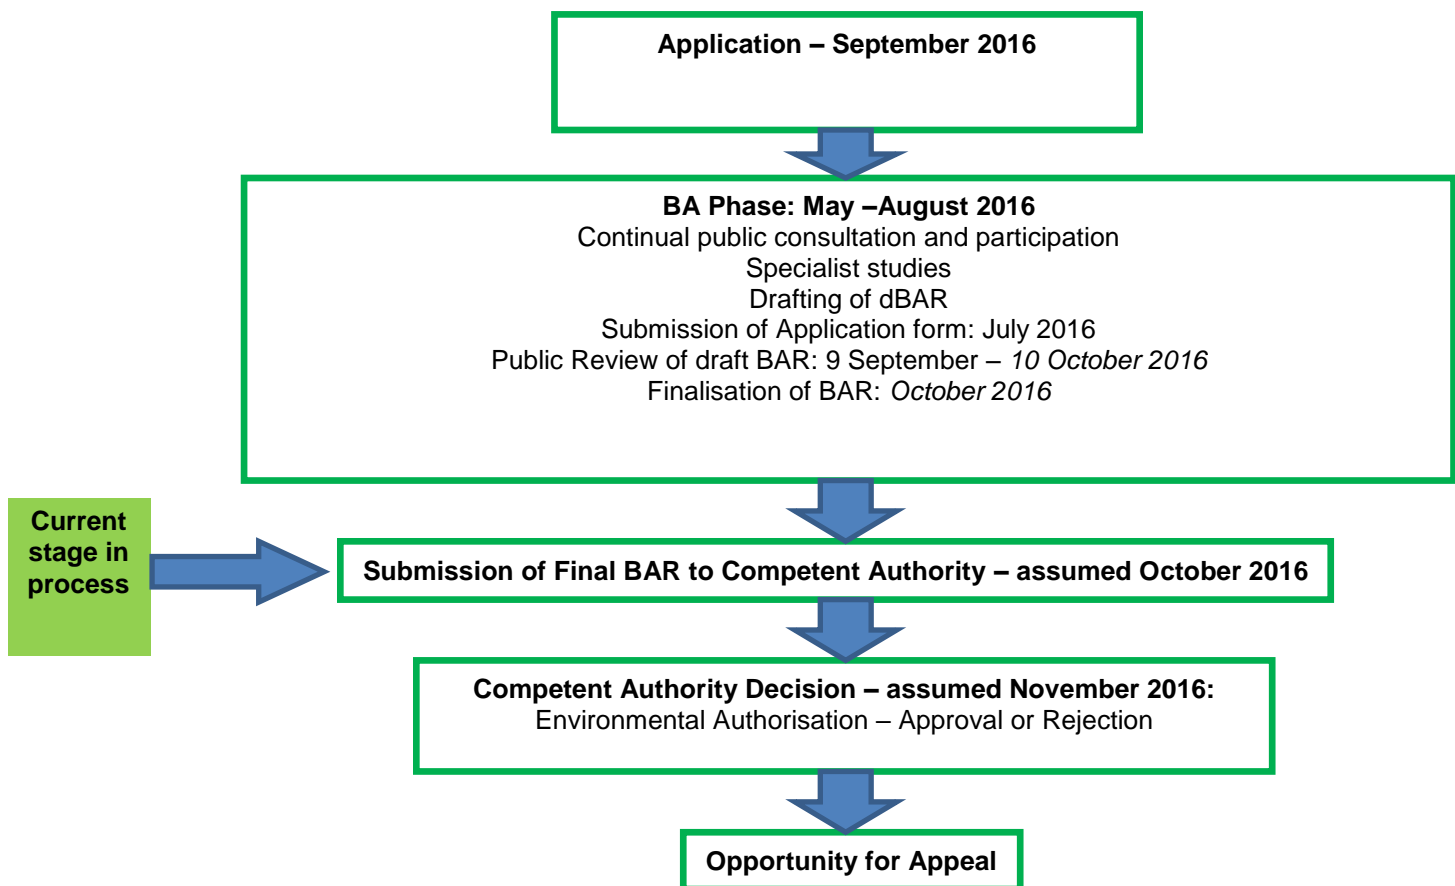 Application – September 2016
BA Phase: May –August 2016
Continual public consultation and participation
Specialist studies
Drafting of dBAR
Submission of Application form: July 2016
Public Review of draft BAR: 9 September – 10 October 2016
Finalisation of BAR: October 2016
Current
stage in
process
Submission of Final BAR to Competent Authority – assumed October 2016
Competent Authority Decision – assumed November 2016:
Environmental Authorisation – Approval or Rejection
Opportunity for Appeal